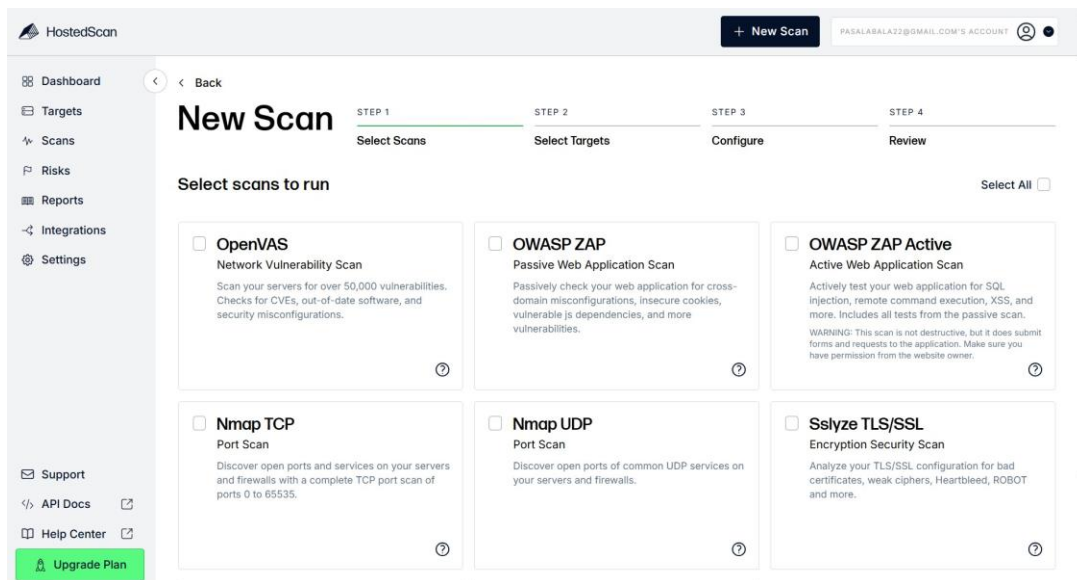 HostedScan
+ New Scan
PASALABALA22@GMAIL.COM'S ACCOUNT
Dashboard
Targets
Scans
Risks
Reports
Integrations
Settings
Support
API Docs
Help Center
Upgrade Plan
< Back
New Scan
STEP 1
Select Scans
STEP 2
Select Targets
STEP 3
Configure
STEP 4
Review
Select scans to run
Select All
OpenVAS
Network Vulnerability Scan
Scan your servers for over 50,000 vulnerabilities.
Checks for CVEs, out-of-date software, and
security misconfigurations.
OWASP ZAP
Passive Web Application Scan
Passively check your web application for cross-
domain misconfigurations, insecure cookies,
vulnerable js dependencies, and more
vulnerabilities.
OWASP ZAP Active
Active Web Application Scan
Actively test your web application for SQL
injection, remote command execution, XSS, and
more. Includes all tests from the passive scan.
WARNING: This scan is not destructive, but it does submit
forms and requests to the application. Make sure you
have permission from the website owner.
Nmap TCP
Port Scan
Discover open ports and services on your servers
and firewalls with a complete TCP port scan of
ports 0 to 65535.
Nmap UDP
Port Scan
Discover open ports of common UDP services on
your servers and firewalls.
Sslyze TLS/SSL
Encryption Security Scan
Analyze your TLS/SSL configuration for bad
certificates, weak ciphers, Heartbleed, ROBOT
and more.